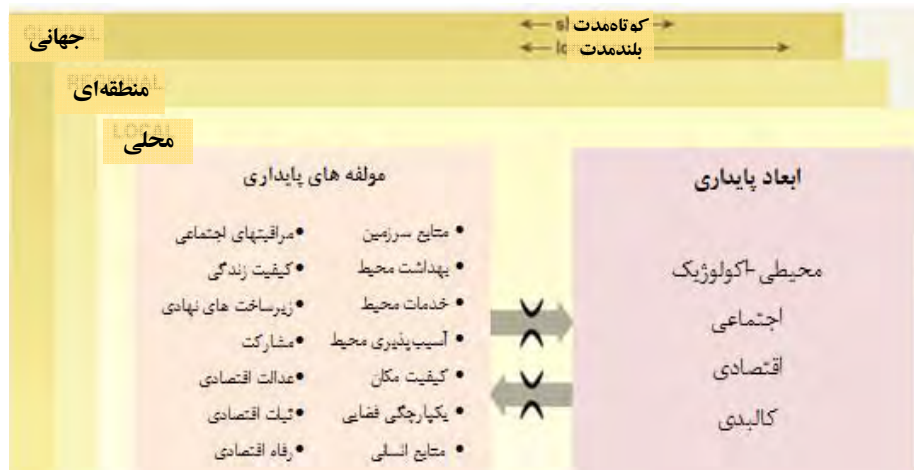 جهانی
کوتاه‌مدت
بلندمدت
منطقه‌ای
محلی
ابعاد پایداری
محیطی-اکولوژیک
اجتماعی
اقتصادی
کالبدی
مولفه های پایداری
• منابع سرزمین
• بهداشت محیط
• خدمات محیط
• آسیب‌پذیری محیط
• کیفیت مکان
• یکپارچگی فضایی
• منابع انسانی
• مراقبتهای اجتماعی
• کیفیت زندگی
• زیرساخت های نهادی
• مشارکت
• عدالت اقتصادی
• ثبات اقتصادی
• رفاه اقتصادی